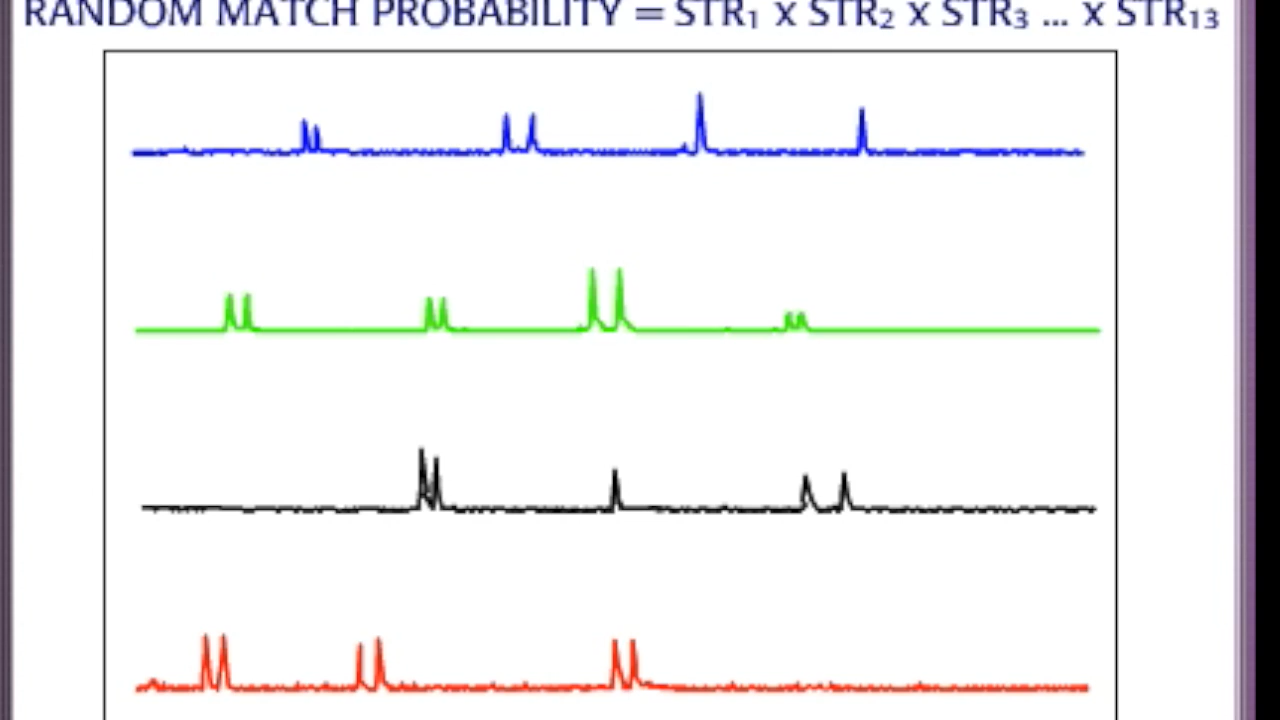 RANDOM MATCH PROBABILITY = STR₁ x STR₂ x STR₃ ... x STR₁₃